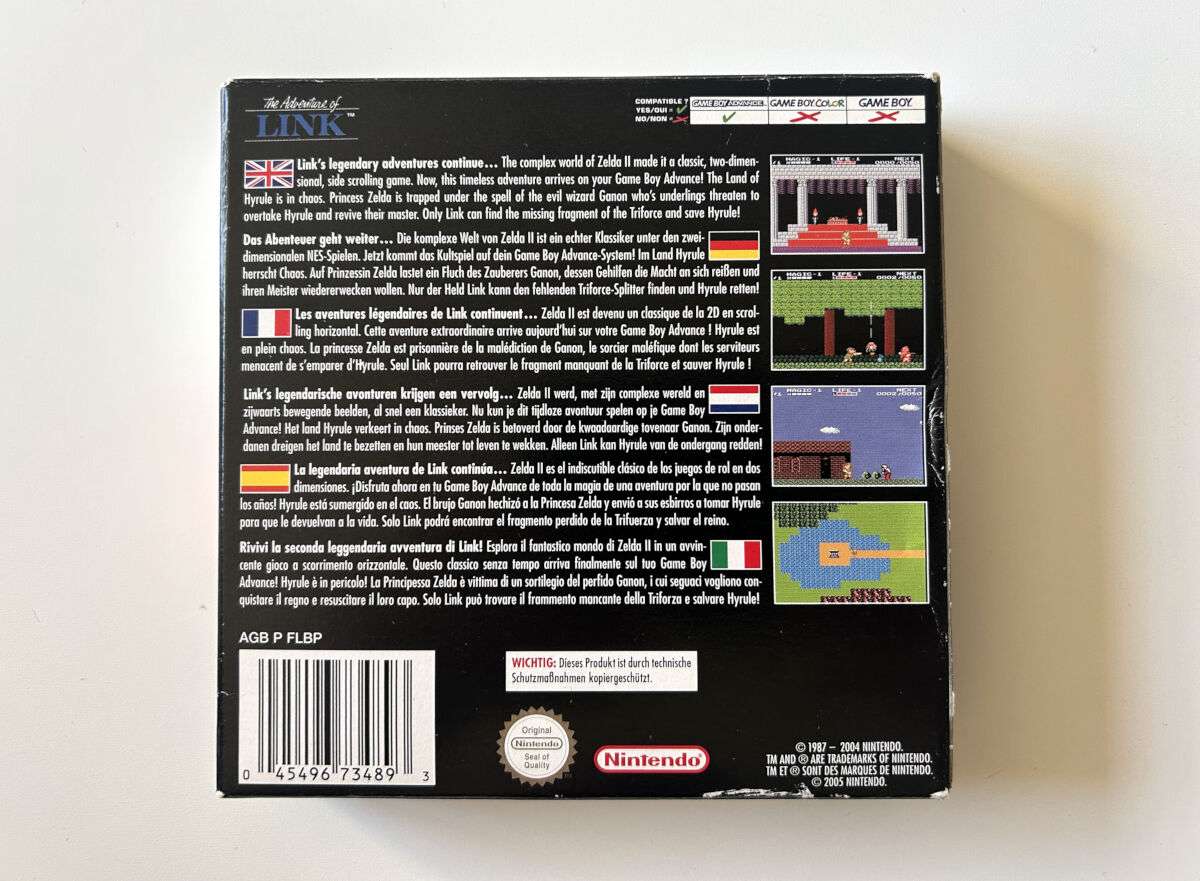 The Adventure of
LINK™
COMPATIBLE ?
YES/OUI =
NO/NON =
GAME BOY ADVANCE
GAME BOY COLOR
GAME BOY
Link's legendary adventures continue... The complex world of Zelda II made it a classic, two-dimen-
sional, side scrolling game. Now, this timeless adventure arrives on your Game Boy Advance! The Land of
Hyrule is in chaos. Princess Zelda is trapped under the spell of the evil wizard Ganon who's underlings threaten to
overtake Hyrule and revive their master. Only Link can find the missing fragment of the Triforce and save Hyrule!
Das Abenteuer geht weiter... Die komplexe Welt von Zelda II ist ein echter Klassiker unter den zwei-
dimensionalen NES-Spielen. Jetzt kommt das Kultspiel auf dein Game Boy Advance-System! Im Land Hyrule
herrscht Chaos. Auf Prinzessin Zelda lastet ein Fluch des Zauberers Ganon, dessen Gehilfen die Macht an sich reißen und
ihren Meister wiedererwecken wollen. Nur der Held Link kann den fehlenden Triforce-Splitter finden und Hyrule retten!
Les aventures légendaires de Link continuent... Zelda II est devenu un classique de la 2D en scrol-
ling horizontal. Cette aventure extraordinaire arrive aujourd'hui sur votre Game Boy Advance ! Hyrule est
en plein chaos. La princesse Zelda est prisonnière de la malédiction de Ganon, le sorcier maléfique dont les serviteurs
menacent de s'emparer d'Hyrule. Seul Link pourra retrouver le fragment manquant de la Triforce et sauver Hyrule !
Link's legendarische avonturen krijgen een vervolg... Zelda II werd, met zijn complexe wereld en
zijwaarts bewegende beelden, al snel een klassieker. Nu kun je dit tijdloze avontuur spelen op je Game Boy
Advance! Het land Hyrule verkeert in chaos. Prinses Zelda is betoverd door de kwaadaardige tovenaar Ganon. Zijn onder-
danen dreigen het land te bezetten en hun meester tot leven te wekken. Alleen Link kan Hyrule van de ondergang redden!
La legendaria aventura de Link continúa... Zelda II es el indiscutible clásico de los juegos de rol en dos
dimensiones. ¡Disfruta ahora en tu Game Boy Advance de toda la magia de una aventura por la que no pasan
los años! Hyrule está sumergido en el caos. El brujo Ganon hechizó a la Princesa Zelda y envió a sus esbirros a tomar Hyrule
para que le devuelvan a la vida. Solo Link podrá encontrar el fragmento perdido de la Trifuerza y salvar el reino.
Rivivi la seconda leggendaria avventura di Link! Esplora il fantastico mondo di Zelda II in un avvin-
cente gioco a scorrimento orizzontale. Questo classico senza tempo arriva finalmente sul tuo Game Boy
Advance! Hyrule è in pericolo! La Principessa Zelda è vittima di un sortilegio del perfido Ganon, i cui seguaci vogliono con-
quistare il regno e resuscitare il loro capo. Solo Link può trovare il frammento mancante della Triforza e salvare Hyrule!
MAGIC-1 LIFE-1 NEXT
0000/0050
MAGIC-1 LIFE-1 NEXT
0002/0050
MAGIC-1 LIFE-1 NEXT
0002/0050
AGB P FLBP
0 45496 73489 3
WICHTIG: Dieses Produkt ist durch technische
Schutzmaßnahmen kopiergeschützt.
Original
Nintendo
Seal of
Quality
Nintendo®
© 1987 – 2004 NINTENDO.
TM AND ® ARE TRADEMARKS OF NINTENDO.
TM ET ® SONT DES MARQUES DE NINTENDO.
© 2005 NINTENDO.